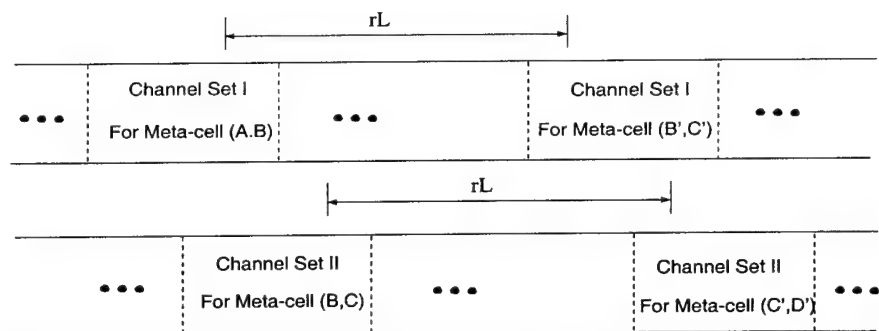 rL
Channel Set I
For Meta-cell (A.B)
Channel Set I
For Meta-cell (B',C')
rL
Channel Set II
For Meta-cell (B,C)
Channel Set II
For Meta-cell (C',D')